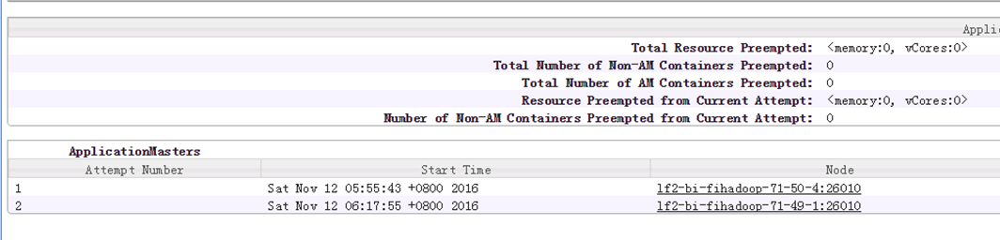 Appli
Total Resource Preempted: <memory:0, vCores:0>
Total Number of Non-AM Containers Preempted: 0
Total Number of AM Containers Preempted: 0
Resource Preempted from Current Attempt: <memory:0, vCores:0>
Number of Non-AM Containers Preempted from Current Attempt: 0
ApplicationMasters
Attempt Number Start Time Node
1 Sat Nov 12 05:55:43 +0800 2016 lf2-bi-fihadoop-71-50-4:26010
2 Sat Nov 12 06:17:55 +0800 2016 lf2-bi-fihadoop-71-49-1:26010